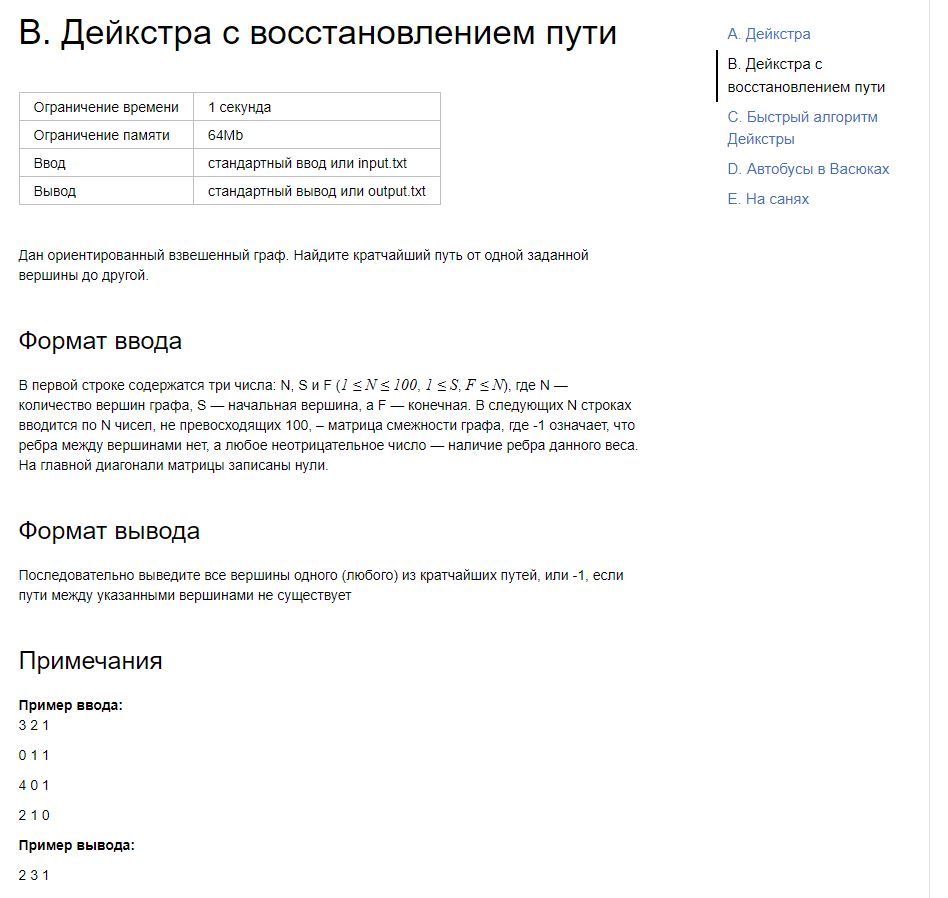 B. Дейкстра с восстановлением пути
Ограничение времени 1 секунда
Ограничение памяти 64Mb
Ввод стандартный ввод или input.txt
Вывод стандартный вывод или output.txt
Дан ориентированный взвешенный граф. Найдите кратчайший путь от одной заданной
вершины до другой.
Формат ввода
В первой строке содержатся три числа: N, S и F (1 ≤ N ≤ 100, 1 ≤ S, F ≤ N), где N —
количество вершин графа, S — начальная вершина, а F — конечная. В следующих N строках
вводится по N чисел, не превосходящих 100, – матрица смежности графа, где -1 означает, что
ребра между вершинами нет, а любое неотрицательное число — наличие ребра данного веса.
На главной диагонали матрицы записаны нули.
Формат вывода
Последовательно выведите все вершины одного (любого) из кратчайших путей, или -1, если
пути между указанными вершинами не существует
Примечания
Пример ввода:
3 2 1
0 1 1
4 0 1
2 1 0
Пример вывода:
2 3 1
A. Дейкстра
B. Дейкстра с
восстановлением пути
C. Быстрый алгоритм
Дейкстры
D. Автобусы в Васюках
E. На санях